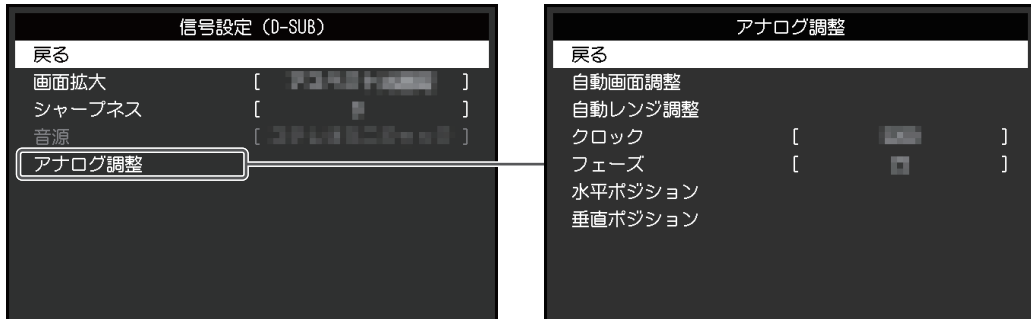 信号設定 (D-SUB)
戻る
画面拡大 [ ]
シャープネス [ ]
音源 [ ]
アナログ調整
アナログ調整
戻る
自動画面調整
自動レンジ調整
クロック [ ]
フェーズ [ ]
水平ポジション
垂直ポジション